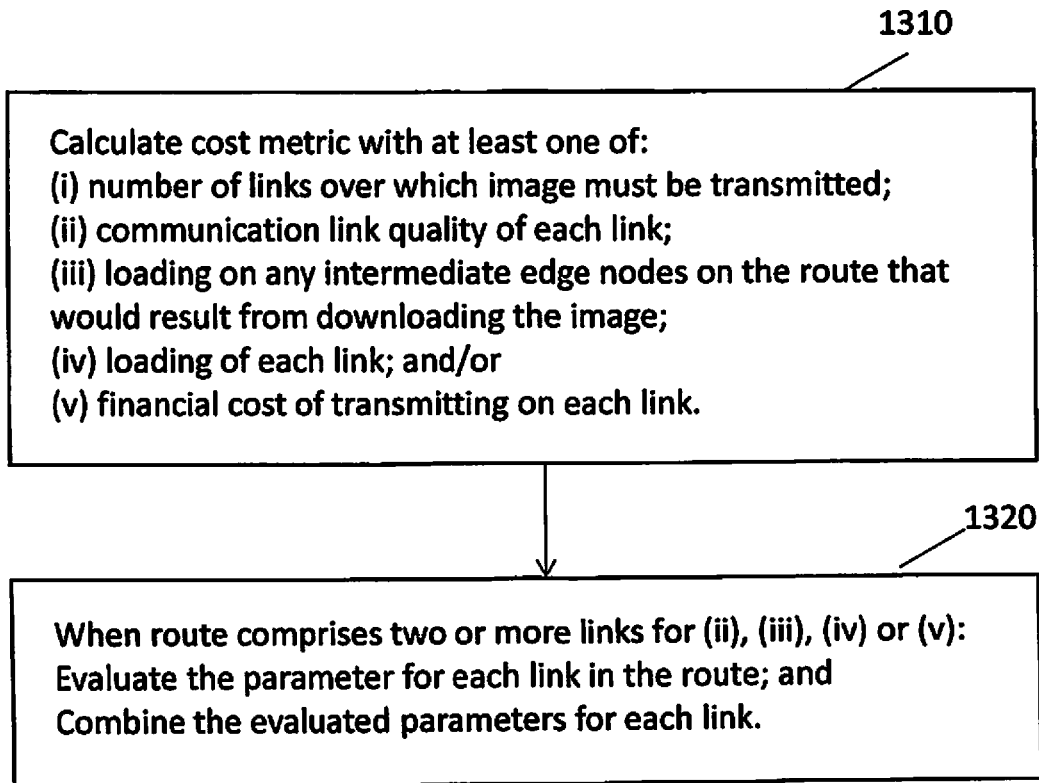 1310
Calculate cost metric with at least one of:
(i) number of links over which image must be transmitted;
(ii) communication link quality of each link;
(iii) loading on any intermediate edge nodes on the route that
would result from downloading the image;
(iv) loading of each link; and/or
(v) financial cost of transmitting on each link.
1320
When route comprises two or more links for (ii), (iii), (iv) or (v):
Evaluate the parameter for each link in the route; and
Combine the evaluated parameters for each link.